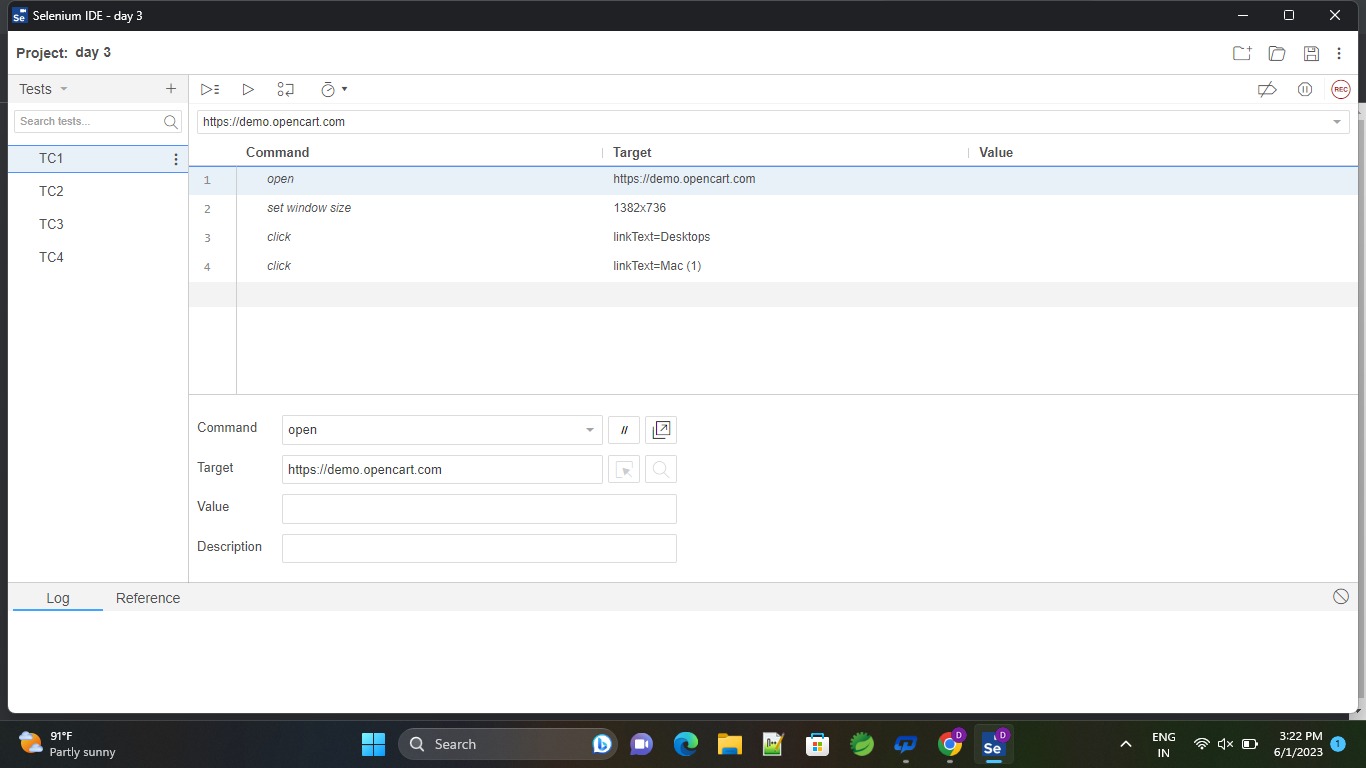 Selenium IDE - day 3
Project: day 3
Tests
+
REC
Search tests...
https://demo.opencart.com
TC1
TC2
TC3
TC4
Command Target Value
1 open https://demo.opencart.com
2 set window size 1382x736
3 click linkText=Desktops
4 click linkText=Mac (1)
Command open //
Target https://demo.opencart.com
Value
Description
Log Reference
91°F
Partly sunny
Search
D
Se D
ENG
IN
3:22 PM
6/1/2023
1